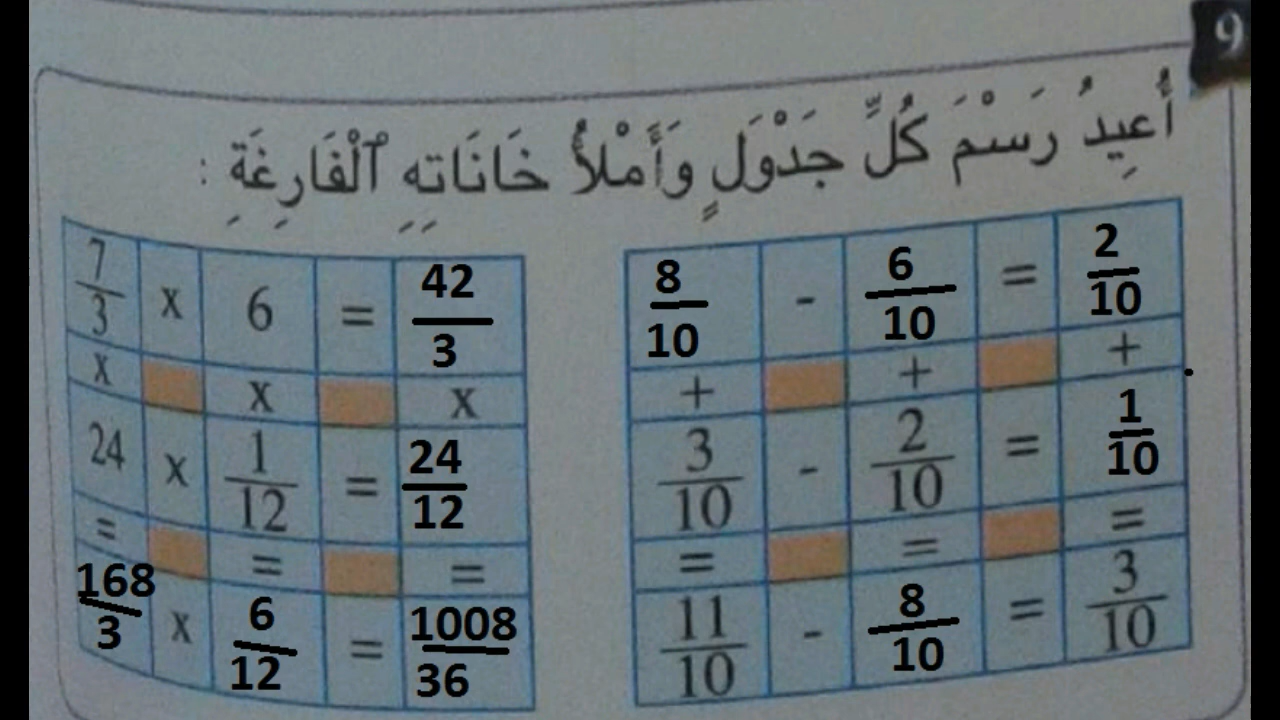 9
أُعِيدُ رَسْمَ كُلِّ جَدْوَلٍ وَأَمْلَأُ خَانَاتِهِ ٱلْفَارِغَةِ :
7/3 x 6 = 42/3
x x x
24 x 1/12 = 24/12
= = =
168/3 x 6/12 = 1008/36
8/10 - 6/10 = 2/10
+ + +
3/10 - 2/10 = 1/10
= = =
11/10 - 8/10 = 3/10